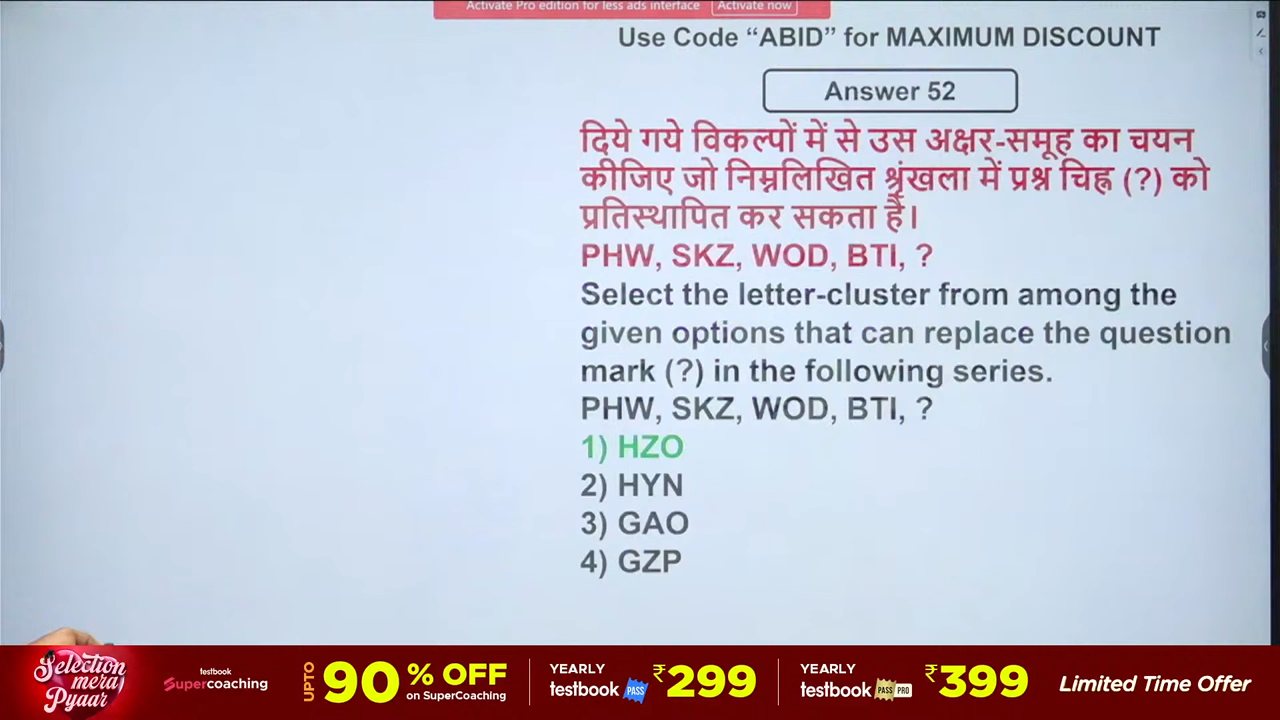 Activate Pro edition for less ads interface Activate now
Use Code “ABID” for MAXIMUM DISCOUNT
Answer 52
दिये गये विकल्पों में से उस अक्षर-समूह का चयन
कीजिए जो निम्नलिखित श्रृंखला में प्रश्न चिह्न (?) को
प्रतिस्थापित कर सकता है।
PHW, SKZ, WOD, BTI, ?
Select the letter-cluster from among the
given options that can replace the question
mark (?) in the following series.
PHW, SKZ, WOD, BTI, ?
1) HZO
2) HYN
3) GAO
4) GZP
Selection mera Pyaar
testbook
Supercoaching
UPTO 90% OFF
on SuperCoaching
YEARLY
testbook PASS
₹299
YEARLY
testbook PASS PRO
₹399
Limited Time Offer